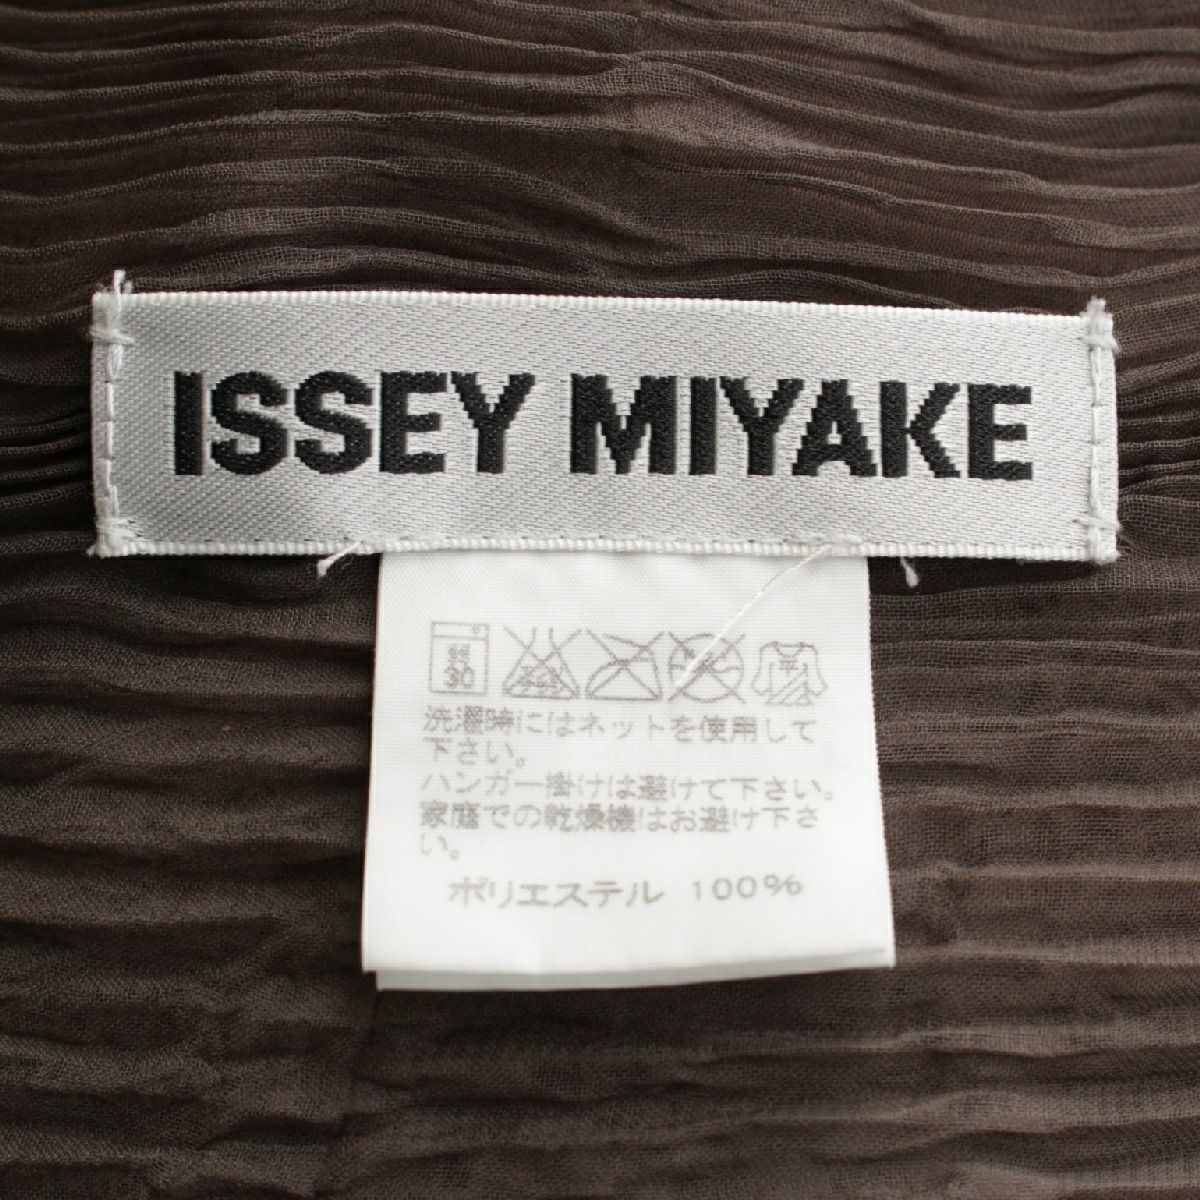 ISSEY MIYAKE
30
洗濯時にはネットを使用して
下さい。
ハンガー掛けは避けて下さい。
家庭での乾燥機はお避け下さ
い。
ポリエステル 100%